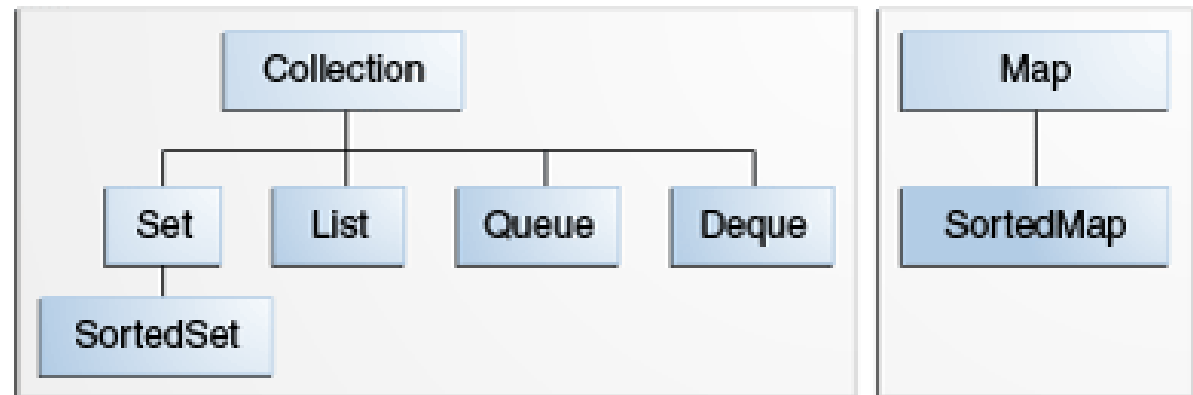 Collection
Map
Set
List
Queue
Deque
SortedMap
SortedSet